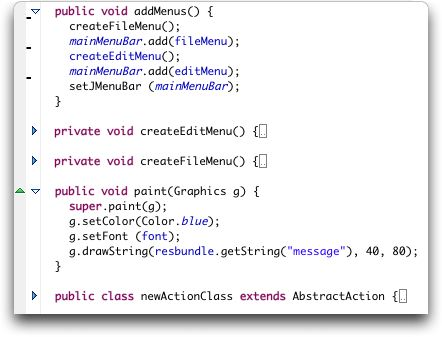 public void addMenus() {
createFileMenu();
mainMenuBar.add(fileMenu);
createEditMenu();
mainMenuBar.add(editMenu);
setJMenuBar (mainMenuBar);
}
private void createEditMenu() {..
private void createFileMenu() {..
public void paint(Graphics g) {
super.paint(g);
g.setColor(Color.blue);
g.setFont (font);
g.drawString(resbundle.getString("message"), 40, 80);
}
public class newActionClass extends AbstractAction {..